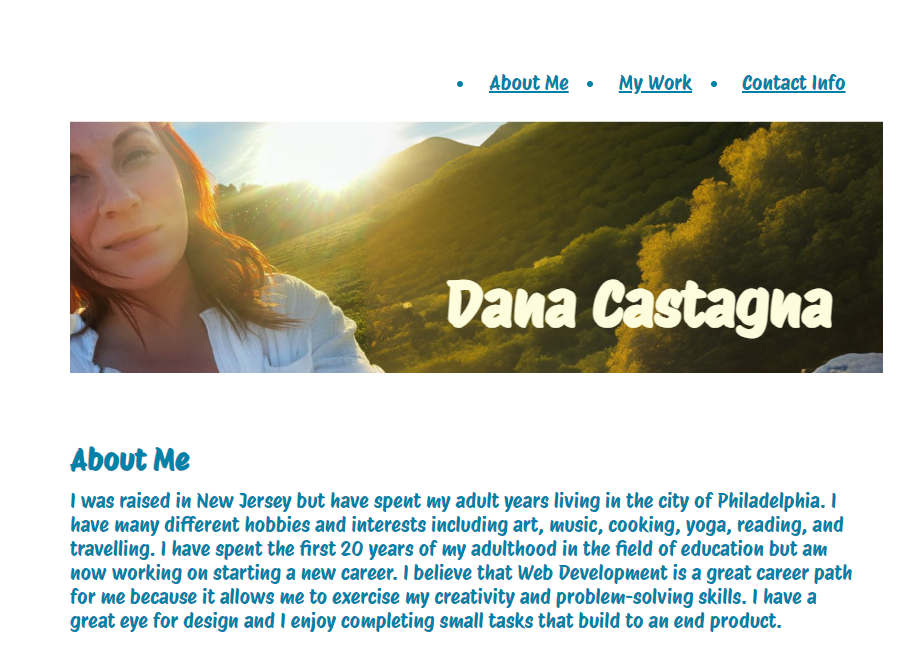 • About Me • My Work • Contact Info
Dana Castagna
About Me
I was raised in New Jersey but have spent my adult years living in the city of Philadelphia. I
have many different hobbies and interests including art, music, cooking, yoga, reading, and
travelling. I have spent the first 20 years of my adulthood in the field of education but am
now working on starting a new career. I believe that Web Development is a great career path
for me because it allows me to exercise my creativity and problem-solving skills. I have a
great eye for design and I enjoy completing small tasks that build to an end product.